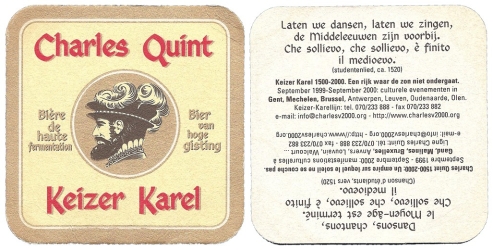 Charles Quint
Bière
de
haute
fermentation
Bier
van
hoge
gisting
Keizer Karel
Laten we dansen, laten we zingen,
de Middeleeuwen zijn voorbij.
Che sollievo, che sollievo, è finito
il medioevo.
(studentenlied, ca. 1520)
Keizer Karel 1500-2000. Een rijk waar de zon niet ondergaat.
September 1999-September 2000: culturele evenementen in
Gent, Mechelen, Brussel, Antwerpen, Leuven, Oudenaarde, Olen.
Keizer-Karellijn: tel. 070/233 888 - fax 070/233 882
e-mail: info@charlesv2000.org - http://www.charlesv2000.org
Dansons, chantons,
le Moyen-âge est terminé.
Che sollievo, che sollievo, è finito
il medioevo.
(Chanson d'étudiants, vers 1520)
Charles Quint 1500-2000: Un empire sur lequel le soleil ne se couche pas.
Septembre 1999 - Septembre 2000: manifestations culturelles à
Gand, Malines, Bruxelles, Anvers, Louvain, Walcourt ...
Ligne Charles Quint: tél. 070/233 888 - fax 070/233 882
e-mail: info@charlesv2000.org - http://www.charlesv2000.org